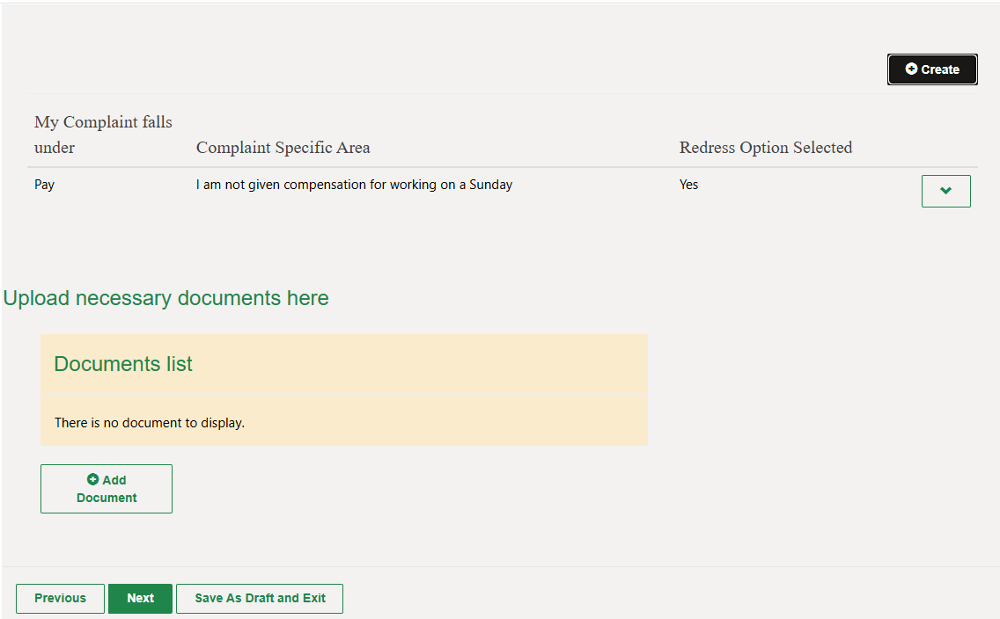 Create
My Complaint falls
under
Complaint Specific Area
Redress Option Selected
Pay
I am not given compensation for working on a Sunday
Yes
Upload necessary documents here
Documents list
There is no document to display.
Add
Document
Previous
Next
Save As Draft and Exit